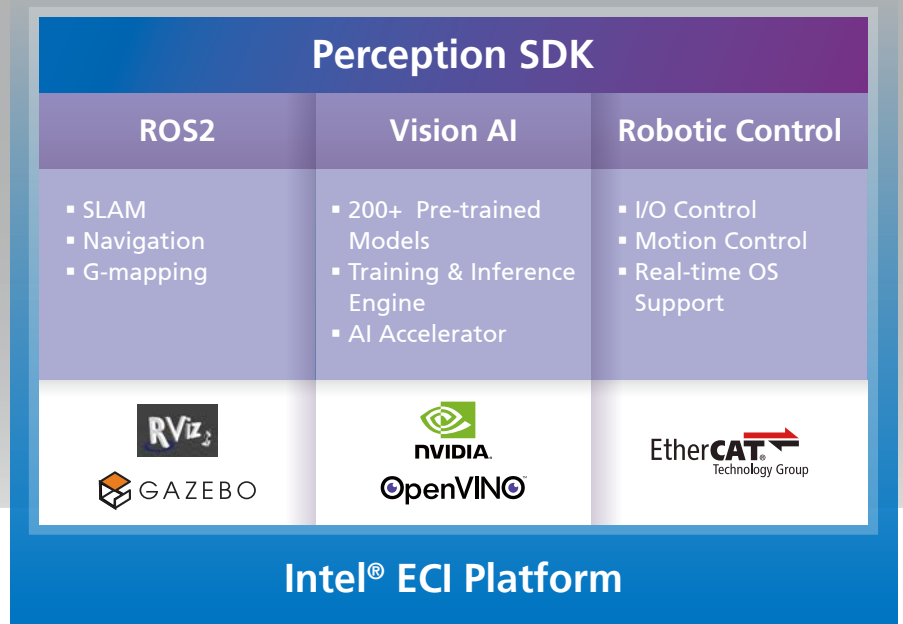 Perception SDK
ROS2
Vision AI
Robotic Control
▪ SLAM
▪ Navigation
▪ G-mapping
▪ 200+ Pre-trained
Models
▪ Training & Inference
Engine
▪ AI Accelerator
▪ I/O Control
▪ Motion Control
▪ Real-time OS
Support
RViz
GAZEBO
NVIDIA.
OpenVINO™
EtherCAT®
Technology Group
Intel® ECI Platform